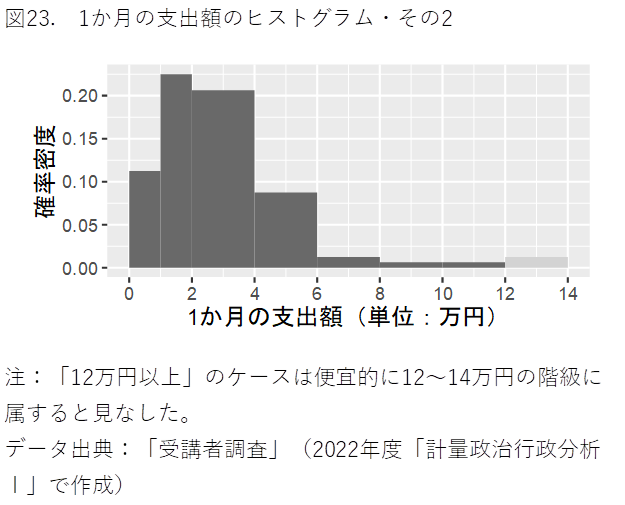 図23.　1か月の支出額のヒストグラム・その2
確率密度
0.20
0.15
0.10
0.05
0.00
0 2 4 6 8 10 12 14
1か月の支出額（単位：万円）
注：「12万円以上」のケースは便宜的に12～14万円の階級に
属すると見なした。
データ出典：「受講者調査」（2022年度「計量政治行政分析
Ⅰ」で作成）